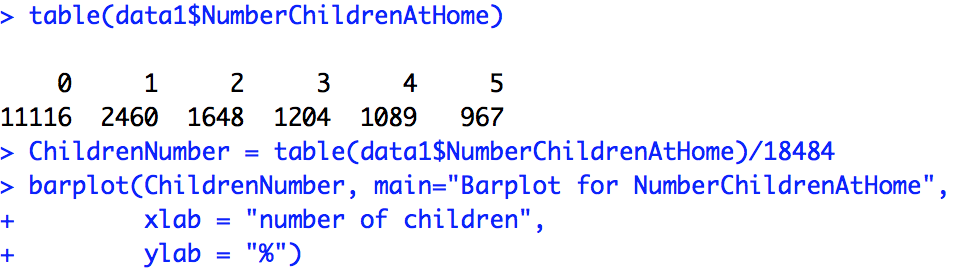 > table(data1$NumberChildrenAtHome)
    0     1     2     3     4     5
11116  2460  1648  1204  1089   967
> ChildrenNumber = table(data1$NumberChildrenAtHome)/18484
> barplot(ChildrenNumber, main="Barplot for NumberChildrenAtHome",
+         xlab = "number of children",
+         ylab = "%")